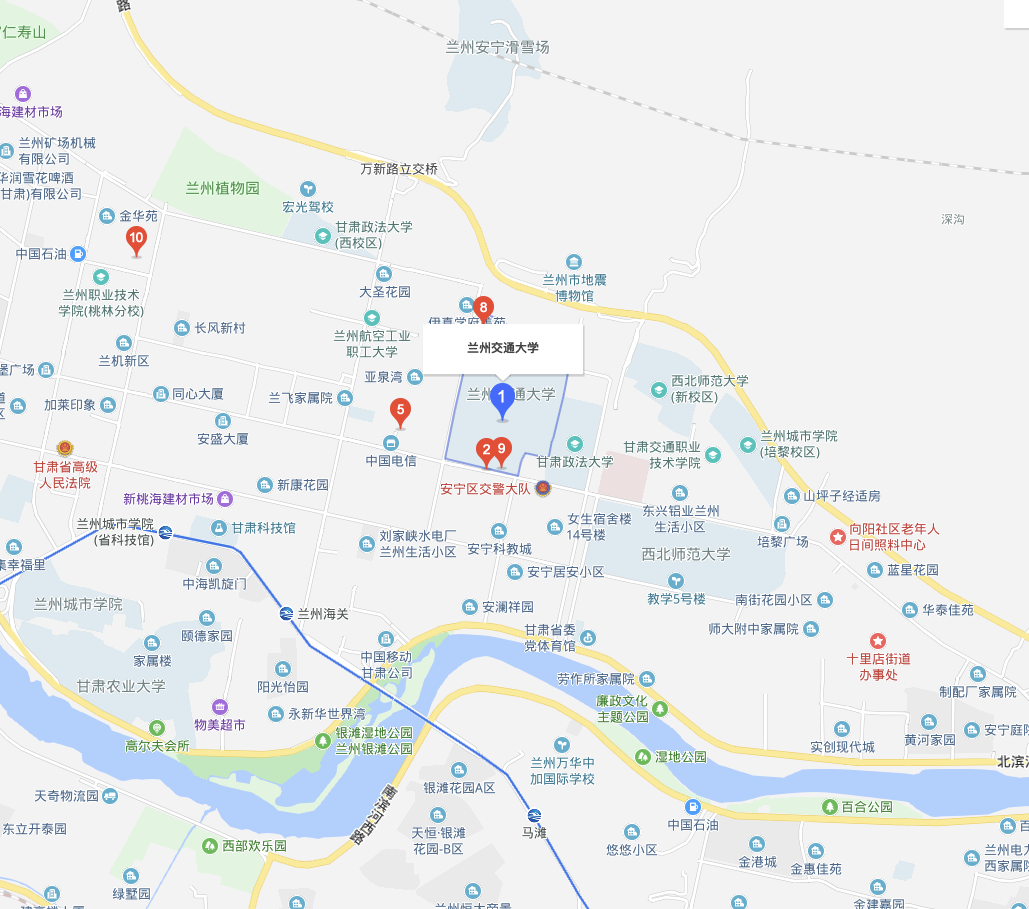 路
仁寿山
兰州安宁滑雪场
海建材市场
兰州矿场机械
有限公司
万新路立交桥
华润雪花啤酒
甘肃)有限公司
兰州植物园
宏光驾校
金华苑
深沟
甘肃政法大学
(西校区)
10
中国石油
兰州市地震
博物馆
大圣花园
兰州职业技术
学院(桃林分校)
8
长风新村
兰州航空工业
职工大学
兰州交通大学
兰机新区
堡广场
亚泉湾
西北师范大学
(新校区)
同心大厦
兰飞家属院
兰州
通大学
1
加莱印象
道
区
5
安盛大厦
兰州城市学院
(培黎校区)
2
9
甘肃交通职业
技术学院
中国电信
甘肃政法大学
甘肃省高级
人民法院
新康花园
安宁区交警大队
新桃海建材市场
山坪子经适房
东兴铝业兰州
生活小区
兰州城市学院
(省科技馆)
甘肃科技馆
女生宿舍楼
14号楼
向阳社区老年人
日间照料中心
刘家峡水电厂
兰州生活小区
安宁科教城
培黎广场
西北师范大学
集幸福里
安宁居安小区
蓝星花园
中海凯旋门
教学5号楼
南街花园小区
兰州城市学院
兰州海关
安澜祥园
华泰佳苑
颐德家园
甘肃省委
党体育馆
师大附中家属院
家属楼
中国移动
甘肃公司
十里店街道
办事处
劳作所家属院
阳光怡园
甘肃农业大学
制配厂家属院
廉政文化
主题公园
永新华世界湾
物美超市
银滩湿地公园
兰州银滩公园
高尔夫会所
实创现代城
黄河家园
安宁庭院
湿地公园
兰州万华中
加国际学校
北滨河
银滩花园A区
天奇物流园
南滨河西路
百合公园
中国石油
东立开泰园
天恒·银滩
花园-B区
马滩
西部欢乐园
悠悠小区
金港城
金惠佳苑
兰州电力
西家属院
绿墅园
金建嘉园